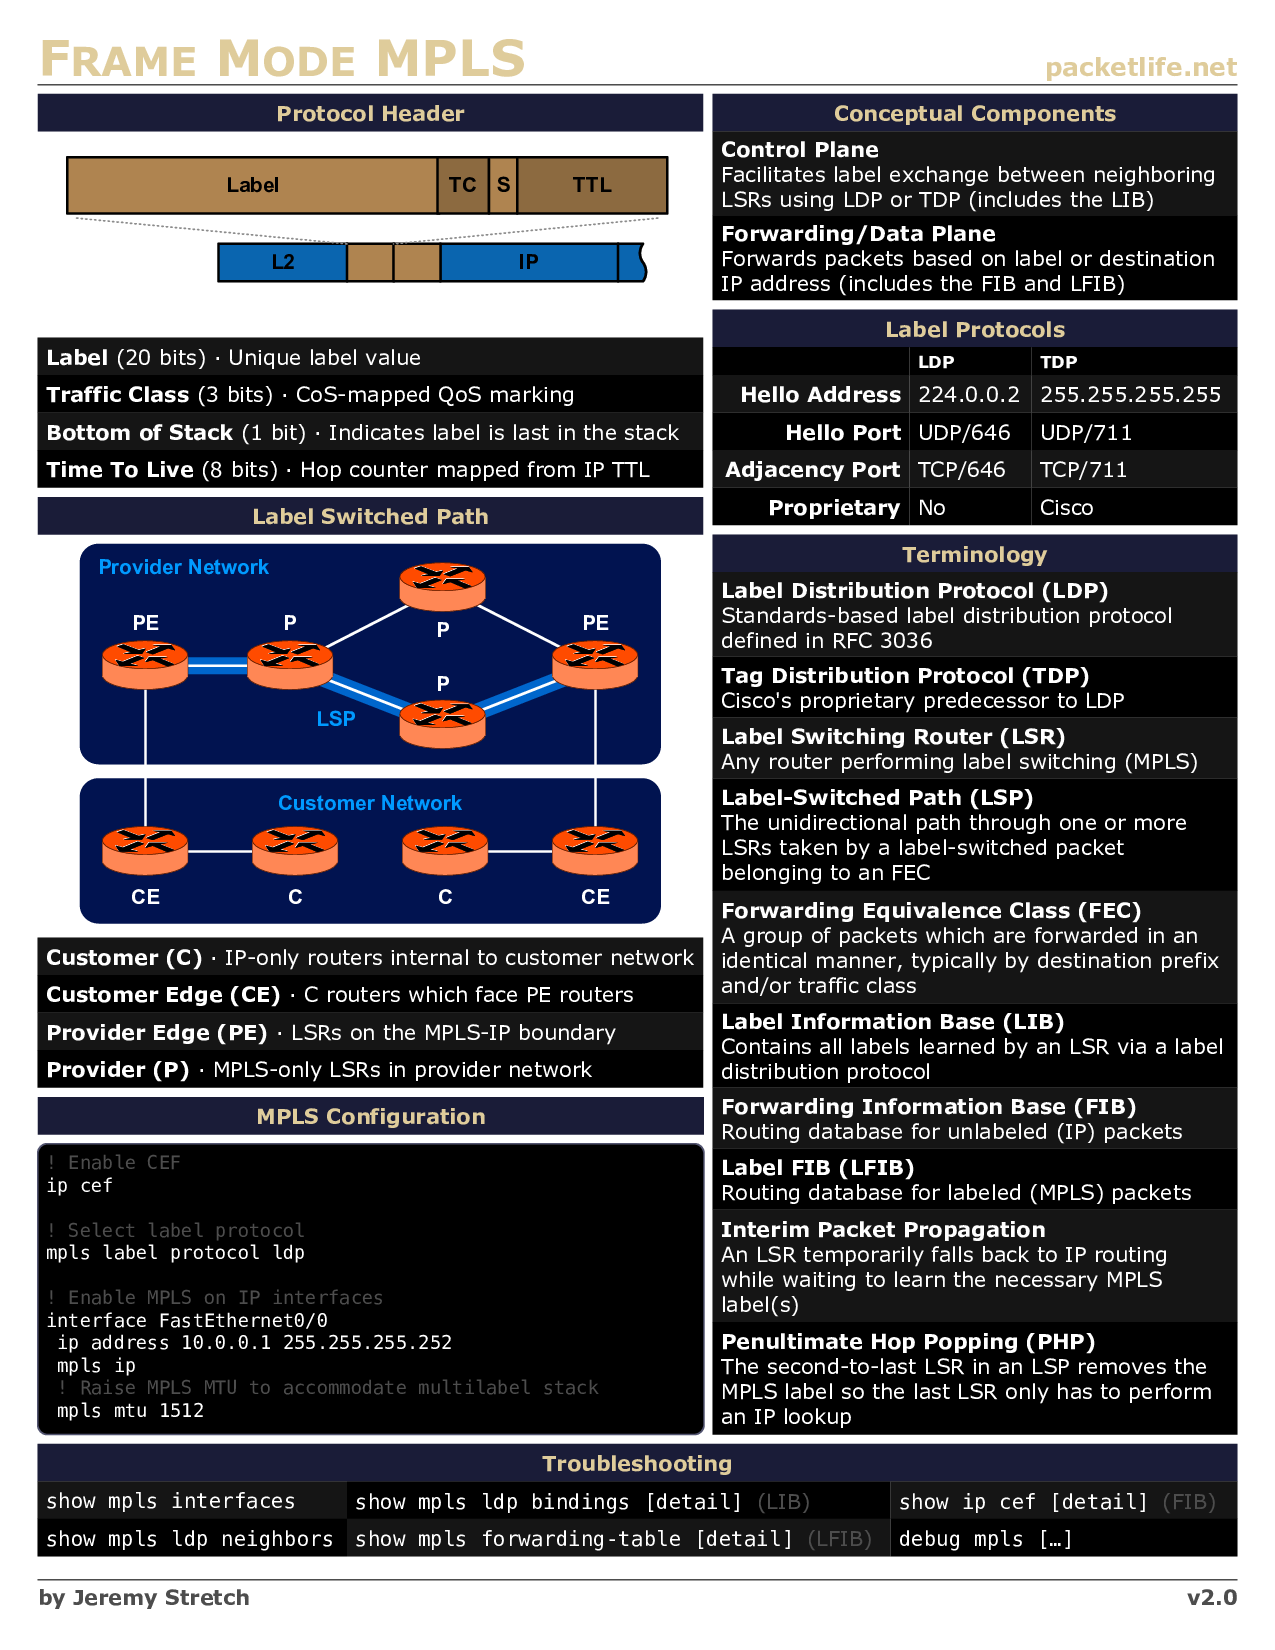 FRAME MODE MPLS
packetlife.net
Protocol Header
Label TC S TTL
L2 IP
Label (20 bits) · Unique label value
Traffic Class (3 bits) · CoS-mapped QoS marking
Bottom of Stack (1 bit) · Indicates label is last in the stack
Time To Live (8 bits) · Hop counter mapped from IP TTL
Label Switched Path
Provider Network
PE P P PE
P
LSP
Customer Network
CE C C CE
Customer (C) · IP-only routers internal to customer network
Customer Edge (CE) · C routers which face PE routers
Provider Edge (PE) · LSRs on the MPLS-IP boundary
Provider (P) · MPLS-only LSRs in provider network
MPLS Configuration
! Enable CEF
ip cef
! Select label protocol
mpls label protocol ldp
! Enable MPLS on IP interfaces
interface FastEthernet0/0
ip address 10.0.0.1 255.255.255.252
mpls ip
! Raise MPLS MTU to accommodate multilabel stack
mpls mtu 1512
Conceptual Components
Control Plane
Facilitates label exchange between neighboring
LSRs using LDP or TDP (includes the LIB)
Forwarding/Data Plane
Forwards packets based on label or destination
IP address (includes the FIB and LFIB)
Label Protocols
LDP TDP
Hello Address 224.0.0.2 255.255.255.255
Hello Port UDP/646 UDP/711
Adjacency Port TCP/646 TCP/711
Proprietary No Cisco
Terminology
Label Distribution Protocol (LDP)
Standards-based label distribution protocol
defined in RFC 3036
Tag Distribution Protocol (TDP)
Cisco's proprietary predecessor to LDP
Label Switching Router (LSR)
Any router performing label switching (MPLS)
Label-Switched Path (LSP)
The unidirectional path through one or more
LSRs taken by a label-switched packet
belonging to an FEC
Forwarding Equivalence Class (FEC)
A group of packets which are forwarded in an
identical manner, typically by destination prefix
and/or traffic class
Label Information Base (LIB)
Contains all labels learned by an LSR via a label
distribution protocol
Forwarding Information Base (FIB)
Routing database for unlabeled (IP) packets
Label FIB (LFIB)
Routing database for labeled (MPLS) packets
Interim Packet Propagation
An LSR temporarily falls back to IP routing
while waiting to learn the necessary MPLS
label(s)
Penultimate Hop Popping (PHP)
The second-to-last LSR in an LSP removes the
MPLS label so the last LSR only has to perform
an IP lookup
Troubleshooting
show mpls interfaces show mpls ldp bindings [detail] (LIB) show ip cef [detail] (FIB)
show mpls ldp neighbors show mpls forwarding-table [detail] (LFIB) debug mpls […]
by Jeremy Stretch
v2.0